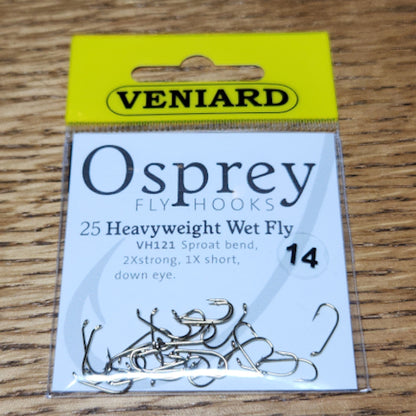 VENIARD
Osprey
FLY HOOKS
25 Heavyweight Wet Fly
VH121 Sproat bend,
2Xstrong, 1X short,
down eye.
14